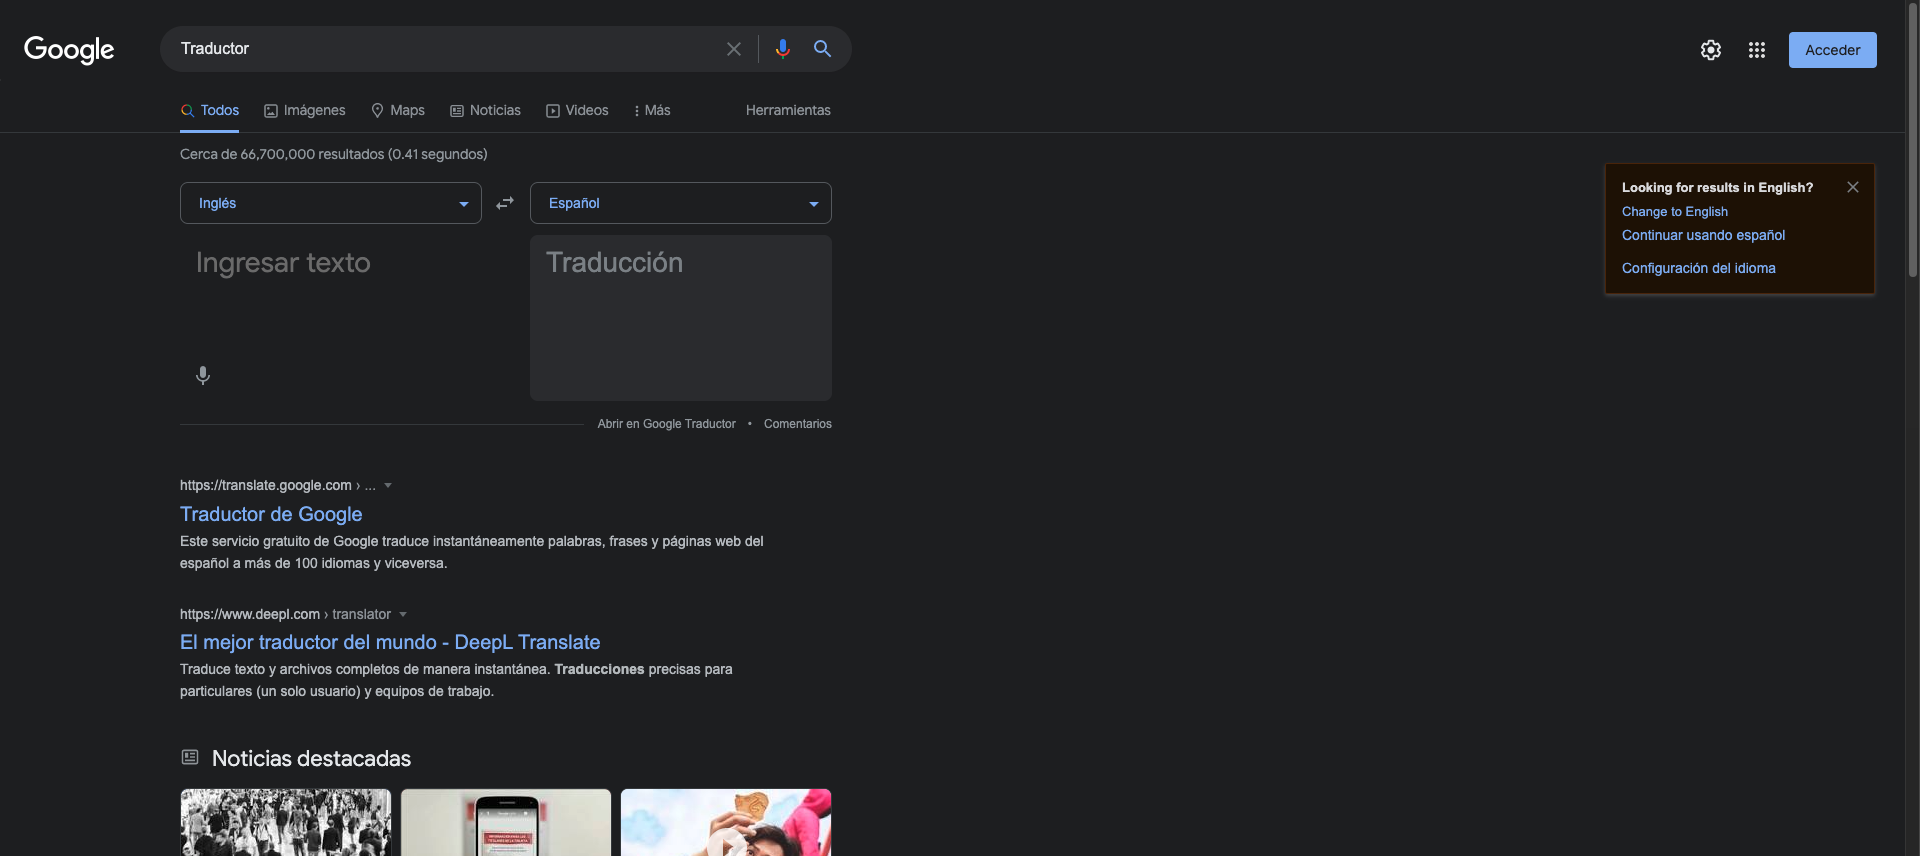 Google
Traductor
Acceder
Todos
Imágenes
Maps
Noticias
Videos
Más
Herramientas
Cerca de 66,700,000 resultados (0.41 segundos)
Inglés
Español
Ingresar texto
Traducción
Abrir en Google Traductor • Comentarios
Looking for results in English?
Change to English
Continuar usando español
Configuración del idioma
https://translate.google.com › ...
Traductor de Google
Este servicio gratuito de Google traduce instantáneamente palabras, frases y páginas web del
español a más de 100 idiomas y viceversa.
https://www.deepl.com › translator
El mejor traductor del mundo - DeepL Translate
Traduce texto y archivos completos de manera instantánea. Traducciones precisas para
particulares (un solo usuario) y equipos de trabajo.
Noticias destacadas